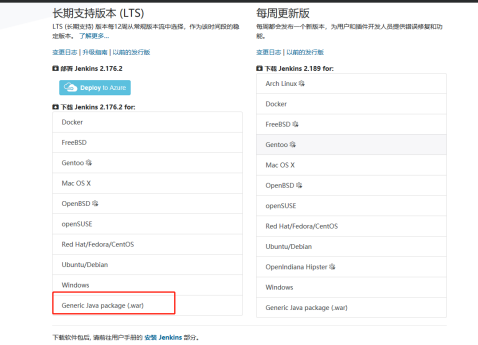 长期支持版本 (LTS)
LTS (长期支持) 版本每12周从常规版本流中选择，作为该时间段的稳
定版本。 了解更多...
变更日志 | 升级指南 | 以前的发行版
部署 Jenkins 2.176.2
Deploy to Azure
下载 Jenkins 2.176.2 for:
Docker
FreeBSD
Gentoo
Mac OS X
OpenBSD
openSUSE
Red Hat/Fedora/CentOS
Ubuntu/Debian
Windows
Generic Java package (.war)
每周更新版
每周都会发布一个新版本，为用户和插件开发人员提供错误修复和功
能。
变更日志 | 以前的发行版
下载 Jenkins 2.189 for:
Arch Linux
Docker
FreeBSD
Gentoo
Mac OS X
OpenBSD
openSUSE
Red Hat/Fedora/CentOS
Ubuntu/Debian
OpenIndiana Hipster
Windows
Generic Java package (.war)
下载软件包后, 请前往用户手册的 安装 Jenkins 部分。